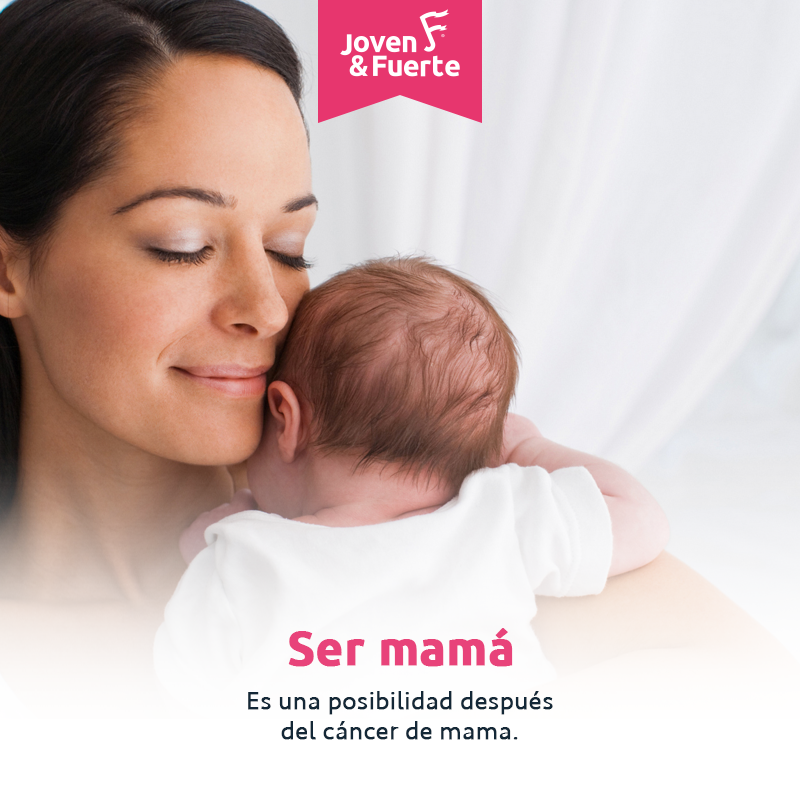 Joven
& Fuerte
Ser mamá
Es una posibilidad después
del cáncer de mama.